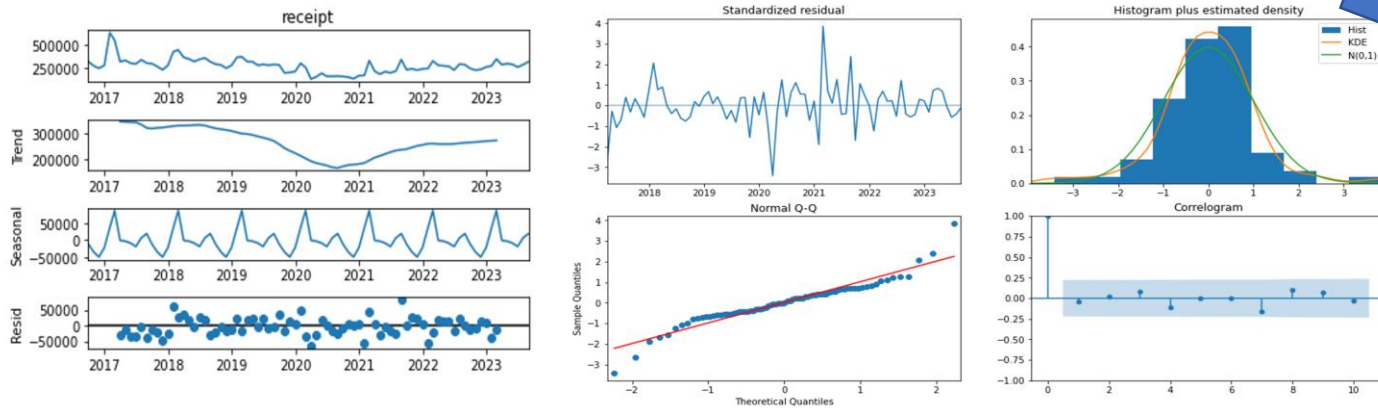 receipt
500000
250000
2017 2018 2019 2020 2021 2022 2023
Trend
300000
200000
2017 2018 2019 2020 2021 2022 2023
Seasonal
50000
0
−50000
2017 2018 2019 2020 2021 2022 2023
Resid
50000
0
−50000
2017 2018 2019 2020 2021 2022 2023
Standardized residual
4
3
2
1
0
−1
−2
−3
2018 2019 2020 2021 2022 2023
Histogram plus estimated density
Hist
KDE
N(0,1)
0.4
0.3
0.2
0.1
0.0
−3 −2 −1 0 1 2 3
Normal Q-Q
Sample Quantiles
4
3
2
1
0
−1
−2
−3
−2 −1 0 1 2
Theoretical Quantiles
Correlogram
1.00
0.75
0.50
0.25
0.00
−0.25
−0.50
−0.75
−1.00
0 2 4 6 8 10